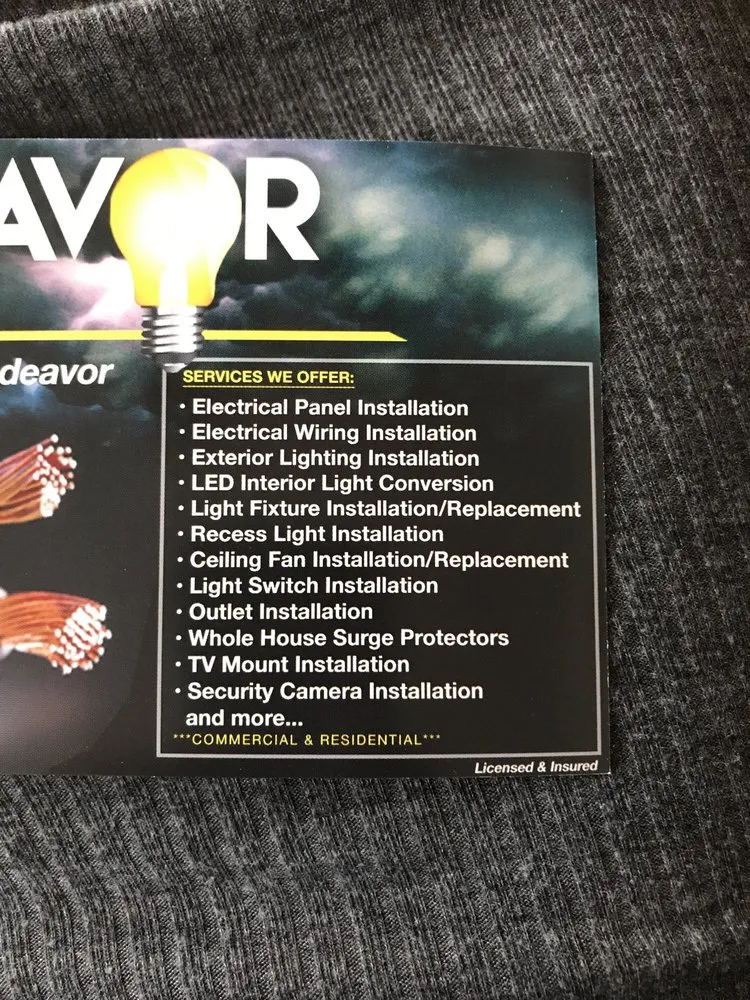 AVOR
deavor
SERVICES WE OFFER:
• Electrical Panel Installation
• Electrical Wiring Installation
• Exterior Lighting Installation
• LED Interior Light Conversion
• Light Fixture Installation/Replacement
• Recess Light Installation
• Ceiling Fan Installation/Replacement
• Light Switch Installation
• Outlet Installation
• Whole House Surge Protectors
• TV Mount Installation
• Security Camera Installation
and more...
***COMMERCIAL & RESIDENTIAL***
Licensed & Insured